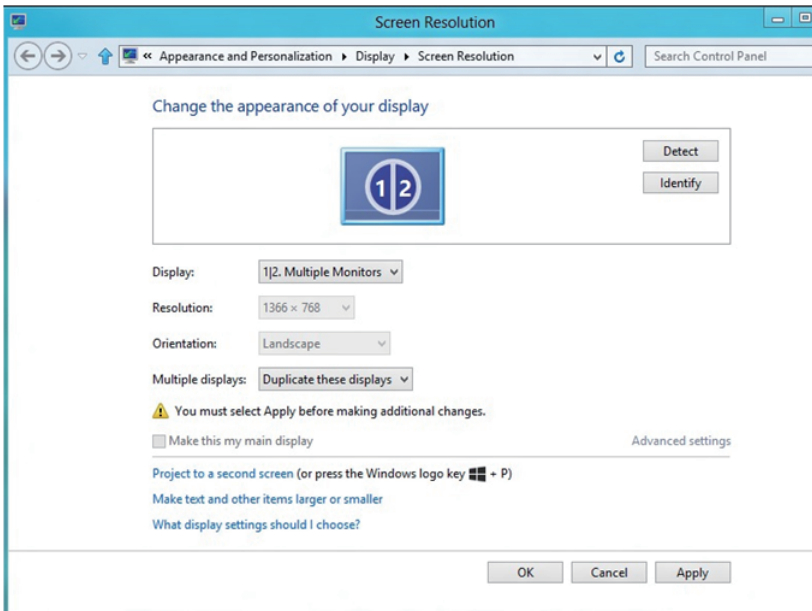 Screen Resolution
« Appearance and Personalization ▸ Display ▸ Screen Resolution
Search Control Panel
Change the appearance of your display
1|2
Detect
Identify
Display: 1|2. Multiple Monitors
Resolution: 1366 × 768
Orientation: Landscape
Multiple displays: Duplicate these displays
You must select Apply before making additional changes.
Make this my main display
Advanced settings
Project to a second screen (or press the Windows logo key + P)
Make text and other items larger or smaller
What display settings should I choose?
OK Cancel Apply